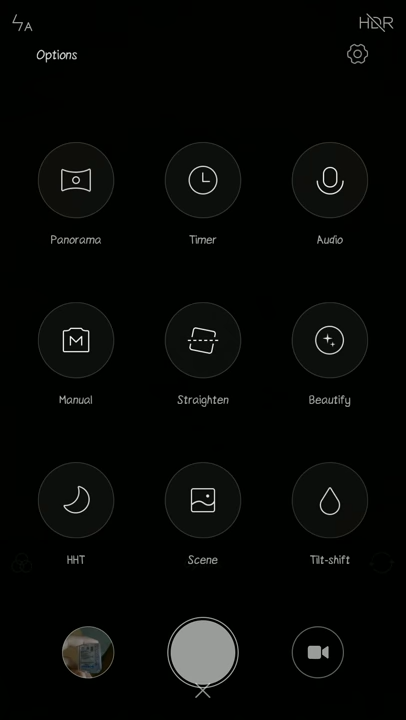 A
HDR
Options
Panorama
Timer
Audio
M
Manual
Straighten
Beautify
HHT
Scene
Tilt-shift